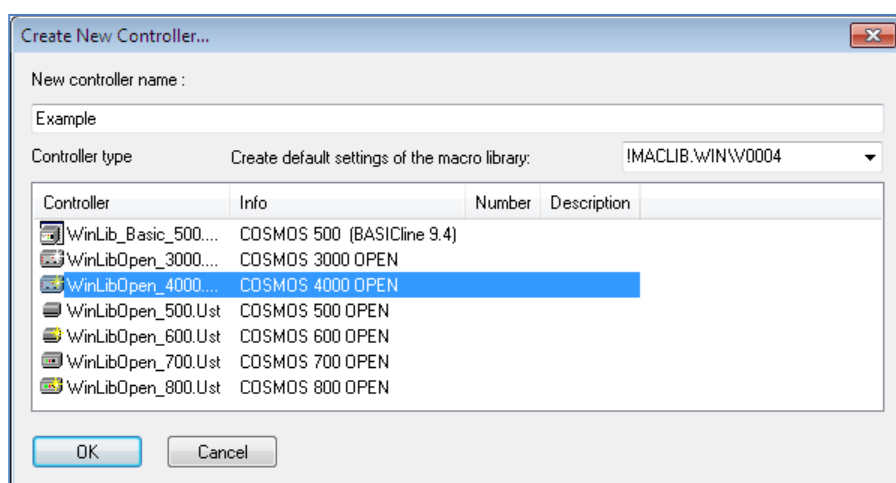 Create New Controller...
New controller name :
Example
Controller type Create default settings of the macro library: !MACLIB.WIN\V0004
Controller Info Number Description
WinLib_Basic_500.... COSMOS 500 (BASICline 9.4)
WinLibOpen_3000.... COSMOS 3000 OPEN
WinLibOpen_4000.... COSMOS 4000 OPEN
WinLibOpen_500.Ust COSMOS 500 OPEN
WinLibOpen_600.Ust COSMOS 600 OPEN
WinLibOpen_700.Ust COSMOS 700 OPEN
WinLibOpen_800.Ust COSMOS 800 OPEN
OK Cancel